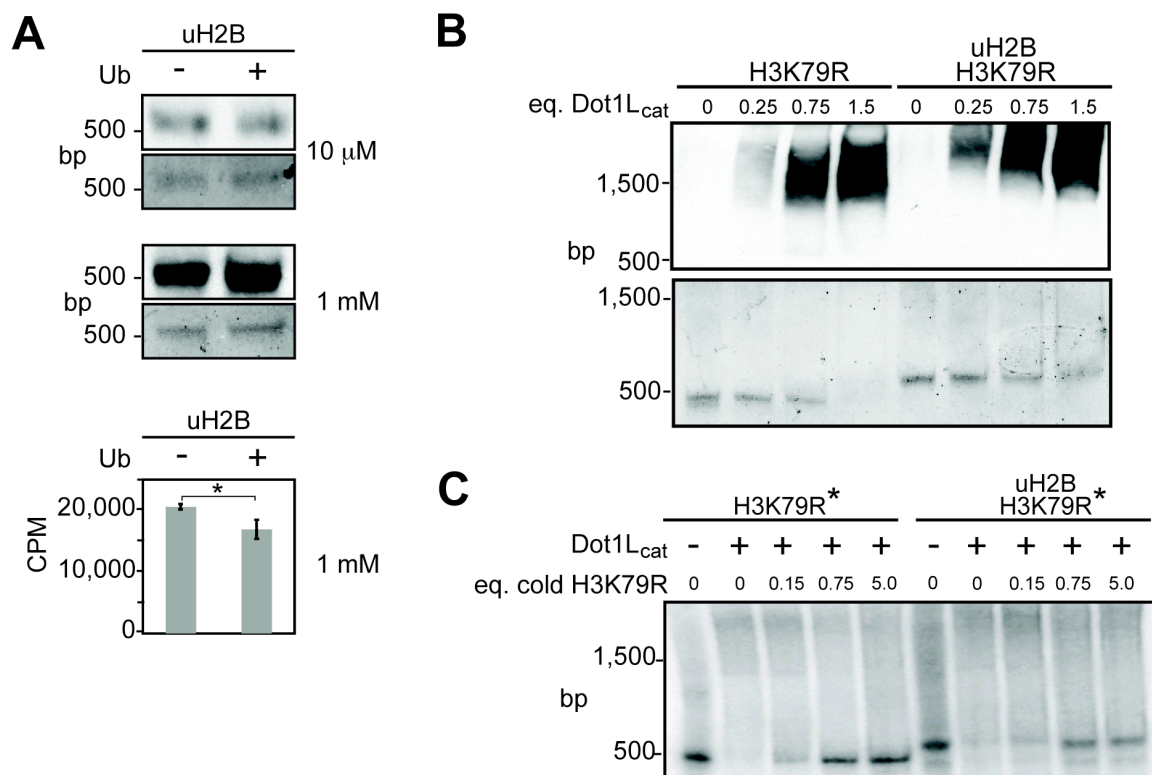 A
uH2B
Ub - +
500
bp
500
10 μM
500
bp
500
1 mM
uH2B
Ub - +
*
20,000
10,000
0
CPM
1 mM
B
H3K79R
uH2B
H3K79R
eq. Dot1Lcat 0 0.25 0.75 1.5 0 0.25 0.75 1.5
1,500
bp
500
1,500
500
C
H3K79R*
uH2B
H3K79R*
Dot1Lcat - + + + + - + + + +
eq. cold H3K79R 0 0 0.15 0.75 5.0 0 0 0.15 0.75 5.0
1,500
bp
500